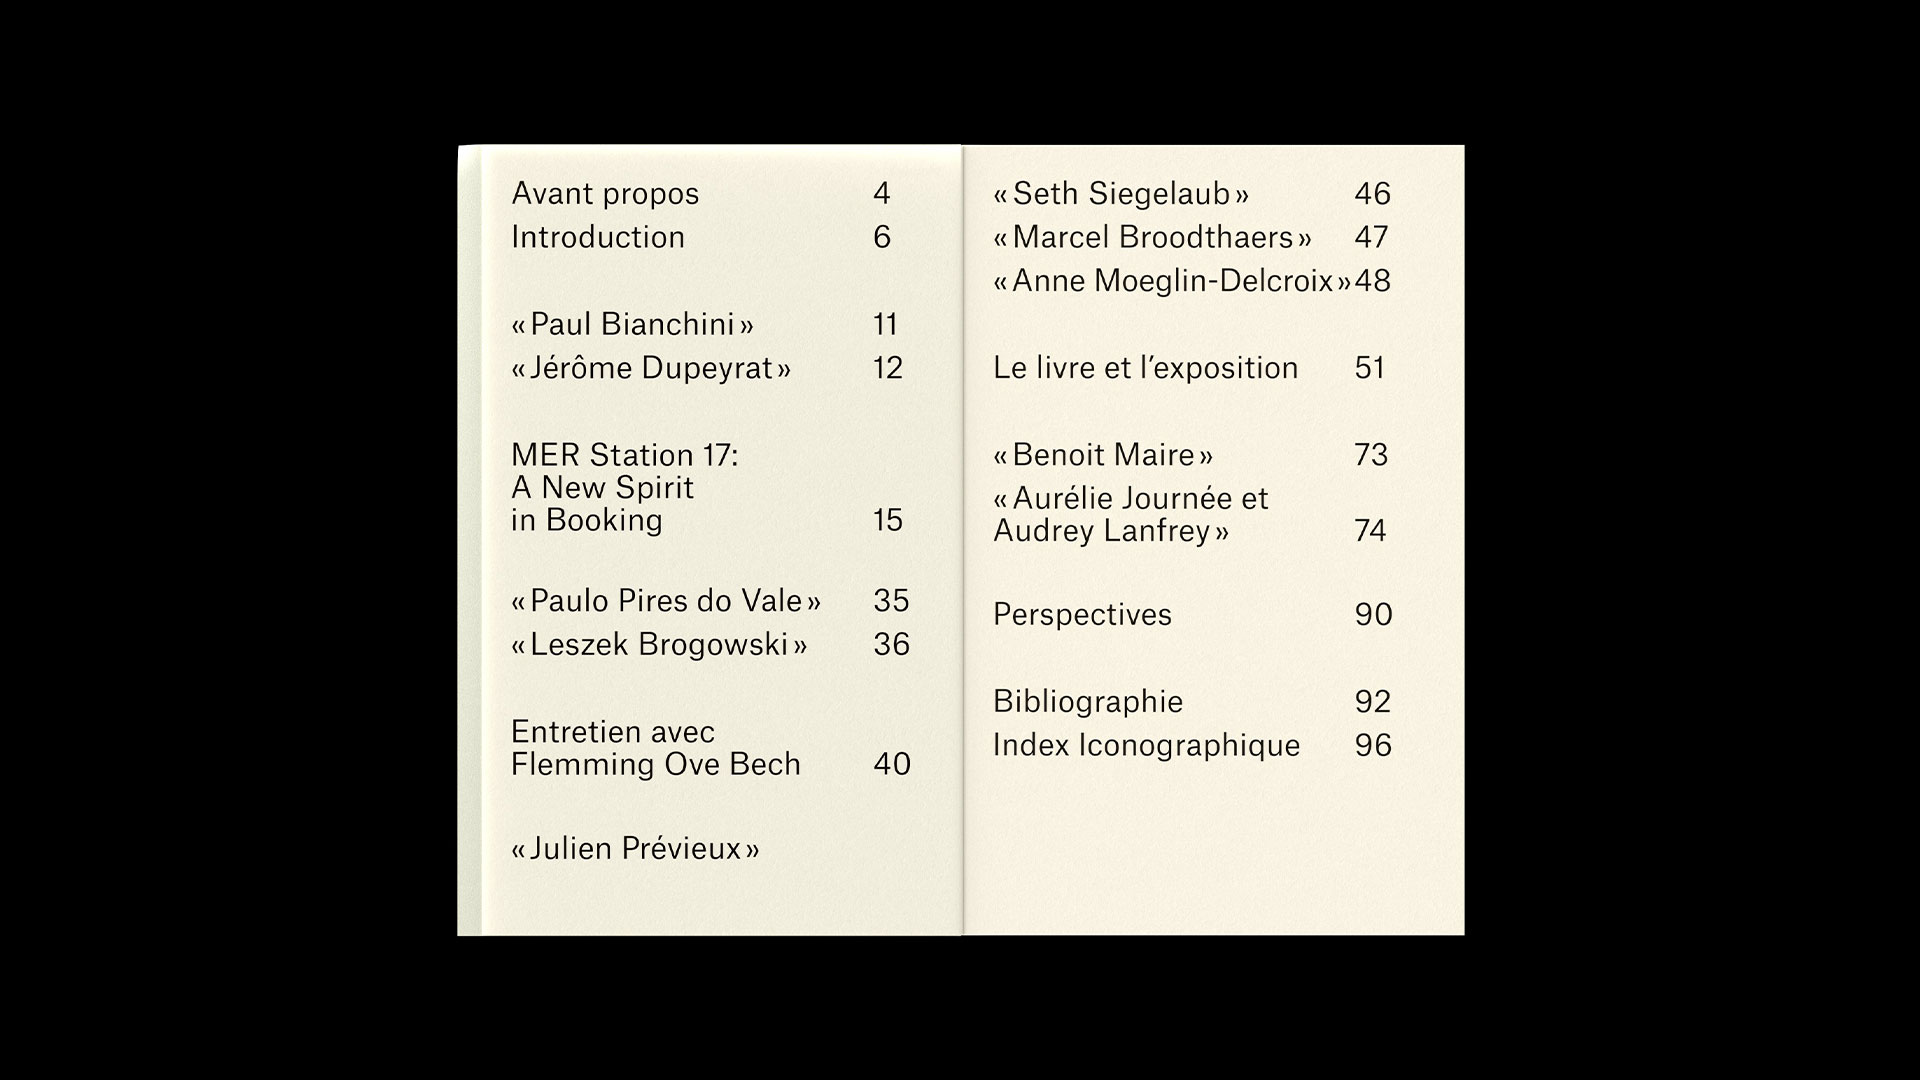 Avant propos 4
Introduction 6
« Paul Bianchini » 11
« Jérôme Dupeyrat » 12
MER Station 17:
A New Spirit
in Booking 15
« Paulo Pires do Vale » 35
« Leszek Brogowski » 36
Entretien avec
Flemming Ove Bech 40
« Julien Prévieux »
« Seth Siegelaub » 46
« Marcel Broodthaers » 47
« Anne Moeglin-Delcroix » 48
Le livre et l’exposition 51
« Benoit Maire » 73
« Aurélie Journée et
Audrey Lanfrey » 74
Perspectives 90
Bibliographie 92
Index Iconographique 96